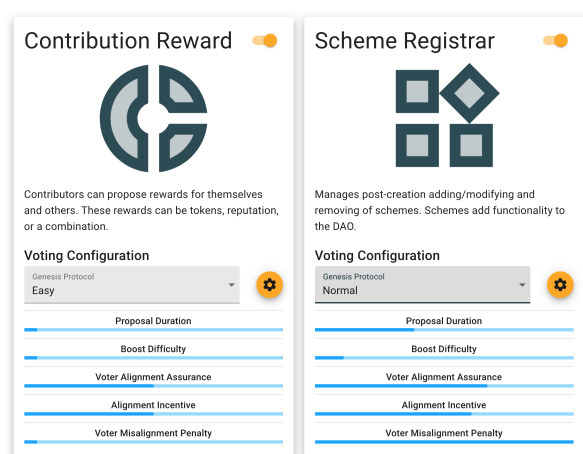 Contribution Reward
Contributors can propose rewards for themselves
and others. These rewards can be tokens, reputation,
or a combination.
Voting Configuration
Genesis Protocol
Easy
Proposal Duration
Boost Difficulty
Voter Alignment Assurance
Alignment Incentive
Voter Misalignment Penalty
Scheme Registrar
Manages post-creation adding/modifying and
removing of schemes. Schemes add functionality to
the DAO.
Voting Configuration
Genesis Protocol
Normal
Proposal Duration
Boost Difficulty
Voter Alignment Assurance
Alignment Incentive
Voter Misalignment Penalty